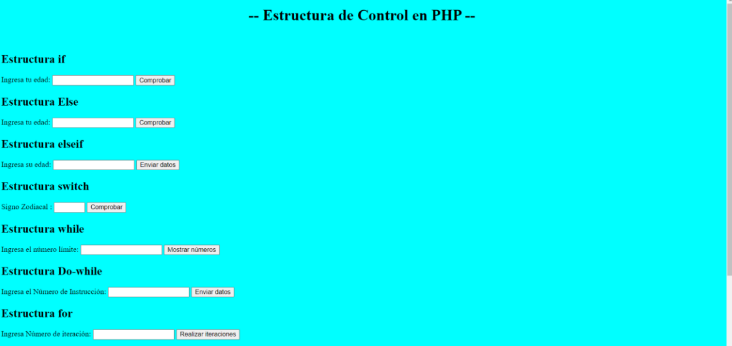 -- Estructura de Control en PHP --
Estructura if
Ingresa tu edad: Comprobar
Estructura Else
Ingresa tu edad: Comprobar
Estructura elseif
Ingresa su edad: Enviar datos
Estructura switch
Signo Zodiacal : Comprobar
Estructura while
Ingresa el número limite: Mostrar números
Estructura Do-while
Ingresa el Número de Instrucción: Enviar datos
Estructura for
Ingresa Número de iteración: Realizar iteraciones